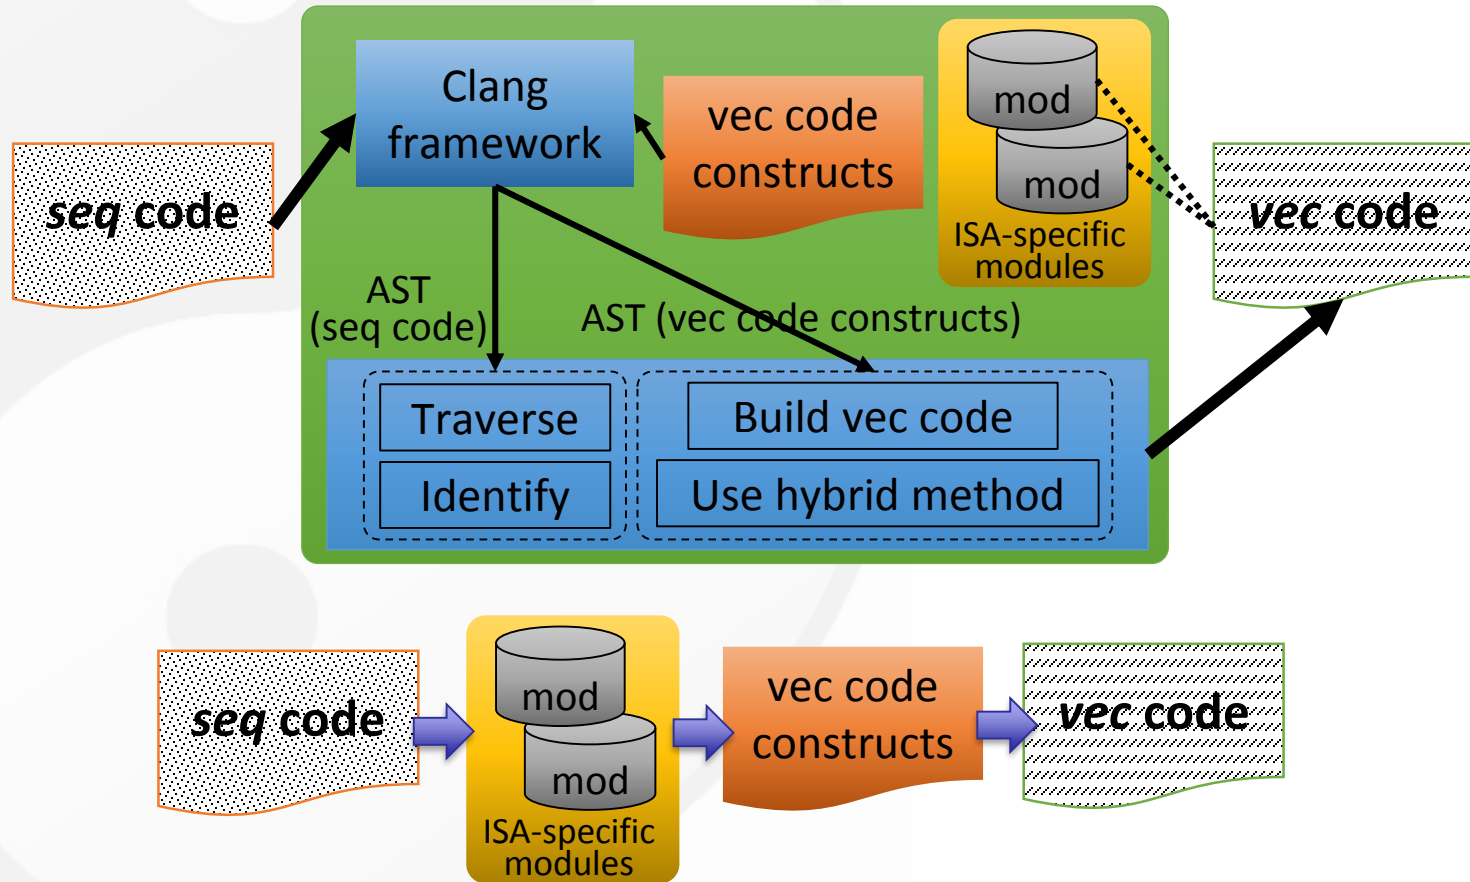 Clang
framework
vec code
constructs
mod
mod
ISA-specific
modules
seq code
vec code
AST
(seq code)
AST (vec code constructs)
Traverse
Identify
Build vec code
Use hybrid method
seq code
mod
mod
ISA-specific
modules
vec code
constructs
vec code